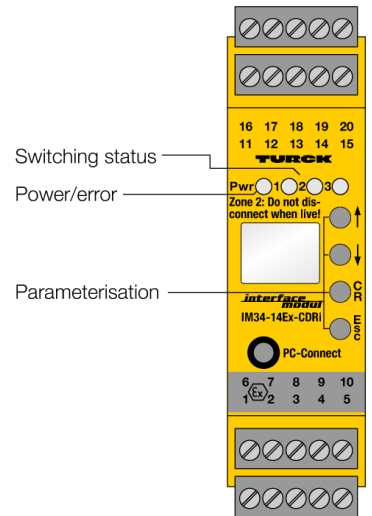 16 17 18 19 20
11 12 13 14 15
TURCK
Switching status
Pwr 1 2 3
Power/error
Zone 2: Do not dis-
connect when live!
↑
↓
Parameterisation
CR
interface
modul
IM34-14Ex-CDRi
Esc
PC-Connect
6 7 8 9 10
Ex
1 2 3 4 5